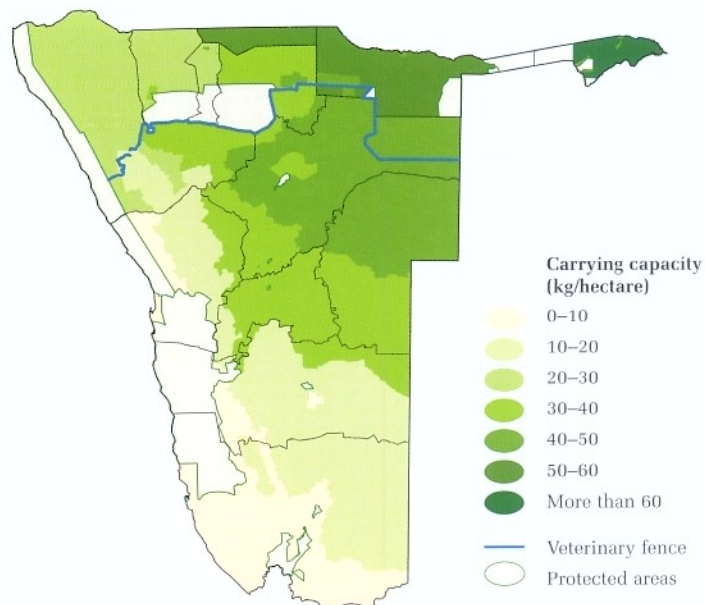 Carrying capacity
(kg/hectare)
0–10
10–20
20–30
30–40
40–50
50–60
More than 60
Veterinary fence
Protected areas